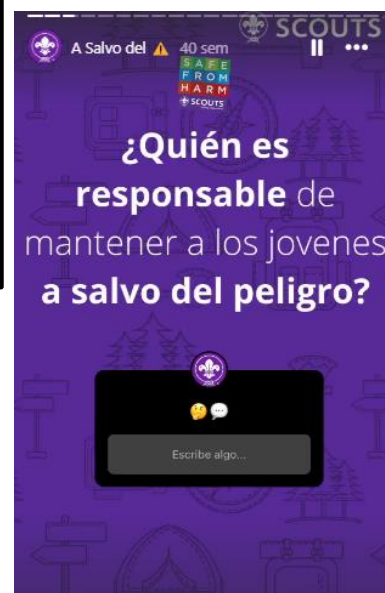 SCOUTS
A Salvo del ⚠ 40 sem
SAFE
FROM
HARM
SCOUTS
¿Quién es
responsable de
mantener a los jovenes
a salvo del peligro?
🤔💬
Escribe algo...